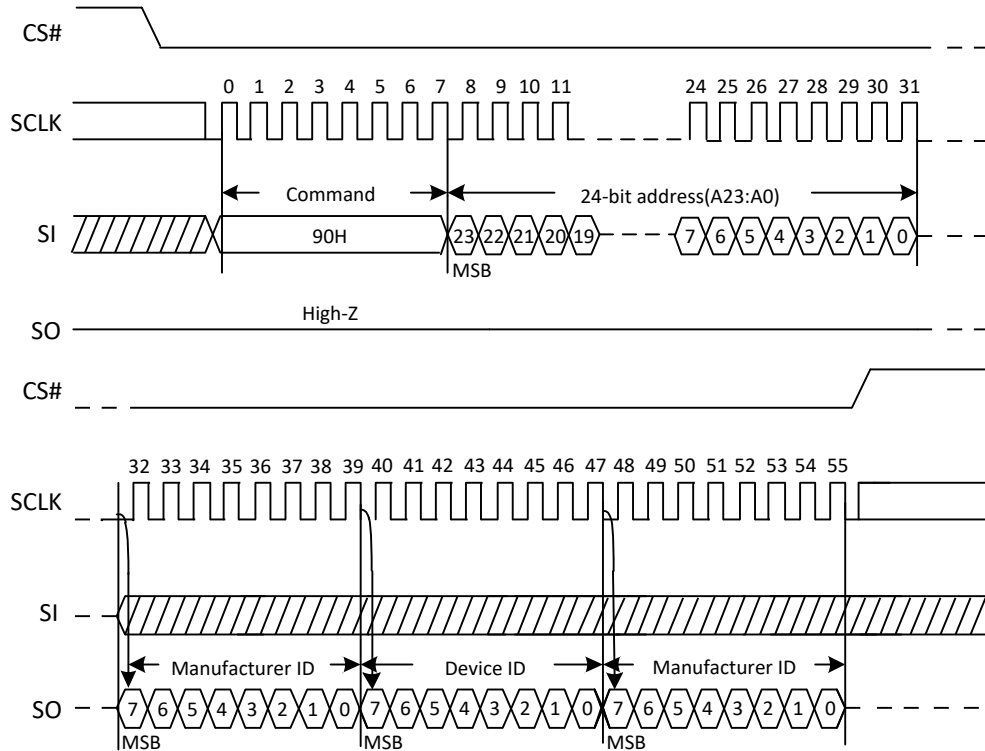 CS#
0 1 2 3 4 5 6 7 8 9 10 11 24 25 26 27 28 29 30 31
SCLK
Command 24-bit address(A23:A0)
SI 90H 23 22 21 20 19 7 6 5 4 3 2 1 0
MSB
High-Z
SO
CS#
32 33 34 35 36 37 38 39 40 41 42 43 44 45 46 47 48 49 50 51 52 53 54 55
SCLK
SI
Manufacturer ID Device ID Manufacturer ID
SO 7 6 5 4 3 2 1 0 7 6 5 4 3 2 1 0 7 6 5 4 3 2 1 0
MSB MSB MSB